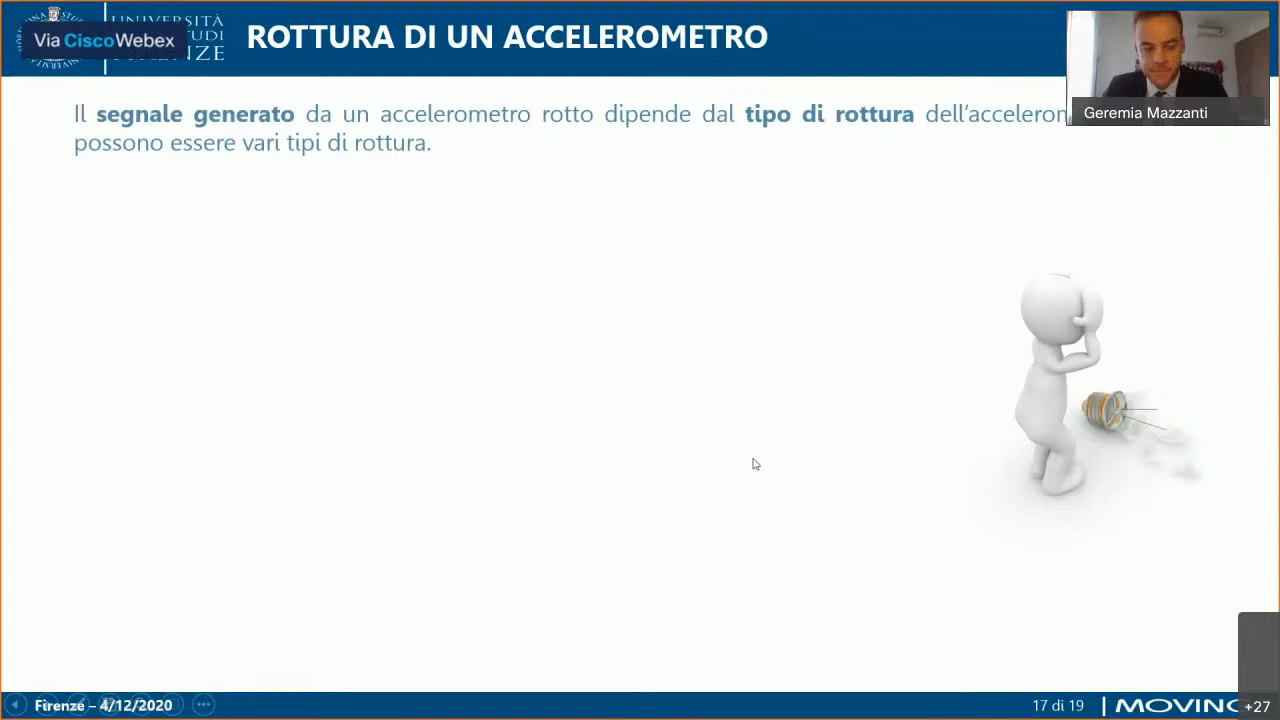 UNIVERSITÀ
Via Cisco Webex
ROTTURA DI UN ACCELEROMETRO
Geremia Mazzanti
Il segnale generato da un accelerometro rotto dipende dal tipo di rottura
possono essere vari tipi di rottura.
Firenze – 4/12/2020
17 di 19
+27